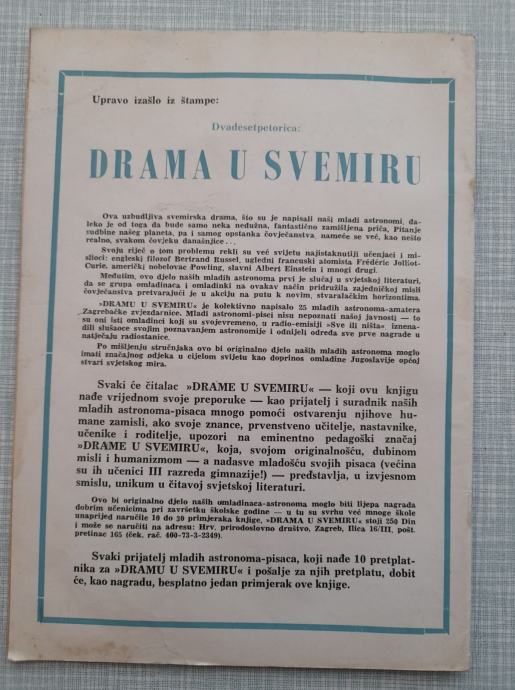 Upravo izašlo iz štampe:
Dvadesetpetorica:
DRAMA U SVEMIRU
Ova uzbudljiva svemirska drama, što su je napisali naši mladi astronomi, da-
leko je od toga da bude samo neka nedužna, fantastično zamišljena priča. Pitanje
sudbine našeg planeta, pa i samog opstanka čovječanstva, nameće se već, kao nešto
realno, svakom čovjeku današnjice...
Svoju riječ o tom problemu rekli su već svijetu najistaknutiji učenjaci i mi-
slioci: engleski filozof Bertrand Russel, ugledni francuski atomista Frédéric Jolliot-
Curie, američki nobelovac Powling, slavni Albert Einstein i mnogi drugi.
Međutim, ovo djelo naših mladih astronoma prvi je slučaj u svjetskoj literaturi,
da se grupa omladinaca i omladinki na ovakav način pridružila zajedničkoj misli
čovječanstva pretvarajući je u akciju na putu k novim, stvaralačkim horizontima.
»DRAMU U SVEMIRU« je kolektivno napisalo 25 mladih astronoma-amatera
Zagrebačke zvjezdarnice. Mladi astronomi-pisci nisu nepoznati našoj javnosti — to
su oni isti omladinci koji su svojevremeno, u radio-emisiji »Sve ili ništa«, iznena-
dili slušaoce svojim poznavanjem astronomije i odnijeli odreda sve prve nagrade u
natječaju radiostanice.
Po mišljenju stručnjaka ovo bi originalno djelo naših mladih astronoma moglo
imati značajnog odjeka u cijelom svijetu kao doprinos omladine Jugoslavije općoj
stvari svjetskog mira.
Svaki će čitalac »DRAME U SVEMIRU« — koji ovu knjigu
nađe vrijednom svoje preporuke — kao prijatelj i suradnik naših
mladih astronoma-pisaca mnogo pomoći ostvarenju njihove hu-
mane zamisli, ako svoje znance, prvenstveno učitelje, nastavnike,
učenike i roditelje, upozori na eminentno pedagoški značaj
»DRAME U SVEMIRU«, koja, svojom originalnošću, dubinom
misli i humanizmom — a nadasve mladošću svojih pisaca (većina
su ih učenici III razreda gimnazije!) — predstavlja, u izvjesnom
smislu, unikum u čitavoj svjetskoj literaturi.
Ovo bi originalno djelo naših omladinaca-astronoma moglo biti lijepa nagrada
dobrim učenicima pri završetku školske godine — u tu su svrhu već mnoge škole
unaprijed naručile 10 do 30 primjeraka knjige. »DRAMA U SVEMIRU« stoji 250 Din
i može se naručiti na adresu: Hrv. prirodoslovno društvo, Zagreb, Ilica 16/III, pošt.
pretinac 165 (ček. rač. 400-73-3-2349).
Svaki prijatelj mladih astronoma-pisaca, koji nađe 10 pretplat-
nika za »DRAMU U SVEMIRU« i pošalje za njih pretplatu, dobit
će, kao nagradu, besplatno jedan primjerak ove knjige.